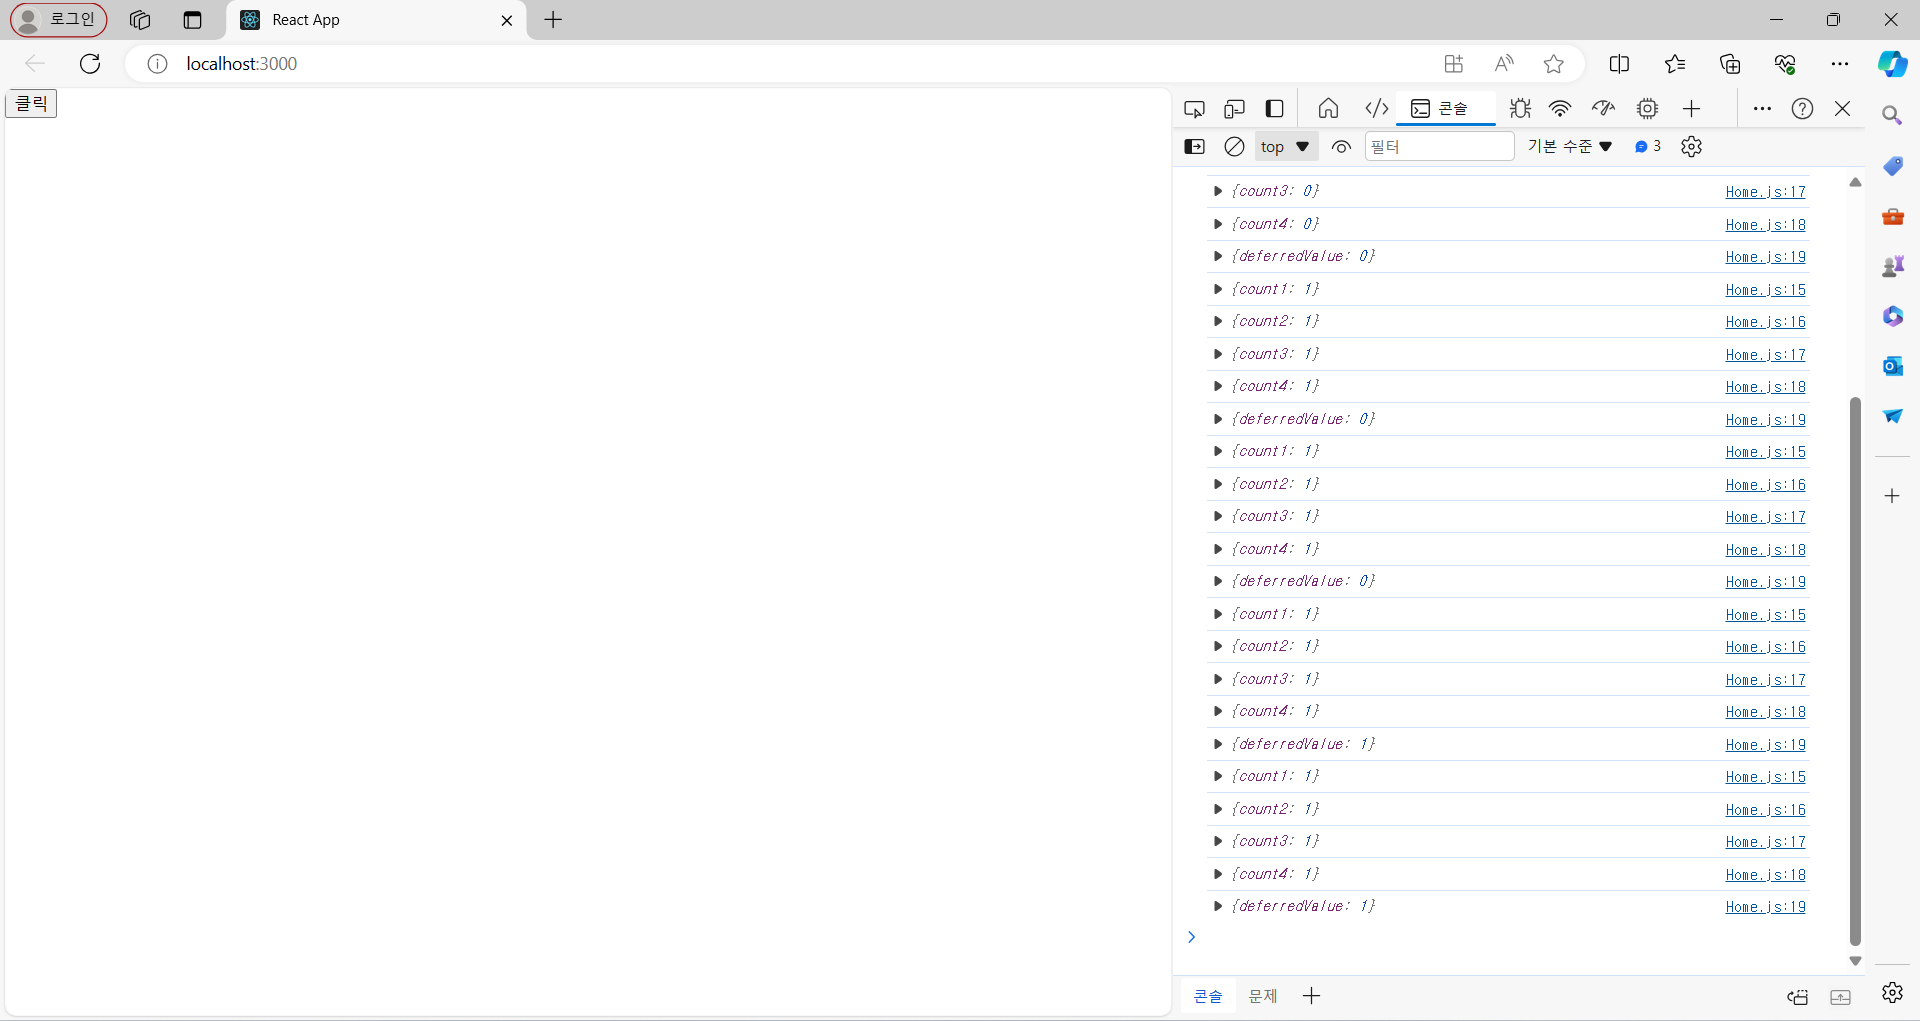 로그인
React App
localhost:3000
클릭
콘솔
top
필터
기본 수준
3
{count3: 0} Home.js:17
{count4: 0} Home.js:18
{deferredValue: 0} Home.js:19
{count1: 1} Home.js:15
{count2: 1} Home.js:16
{count3: 1} Home.js:17
{count4: 1} Home.js:18
{deferredValue: 0} Home.js:19
{count1: 1} Home.js:15
{count2: 1} Home.js:16
{count3: 1} Home.js:17
{count4: 1} Home.js:18
{deferredValue: 0} Home.js:19
{count1: 1} Home.js:15
{count2: 1} Home.js:16
{count3: 1} Home.js:17
{count4: 1} Home.js:18
{deferredValue: 1} Home.js:19
{count1: 1} Home.js:15
{count2: 1} Home.js:16
{count3: 1} Home.js:17
{count4: 1} Home.js:18
{deferredValue: 1} Home.js:19
콘솔 문제